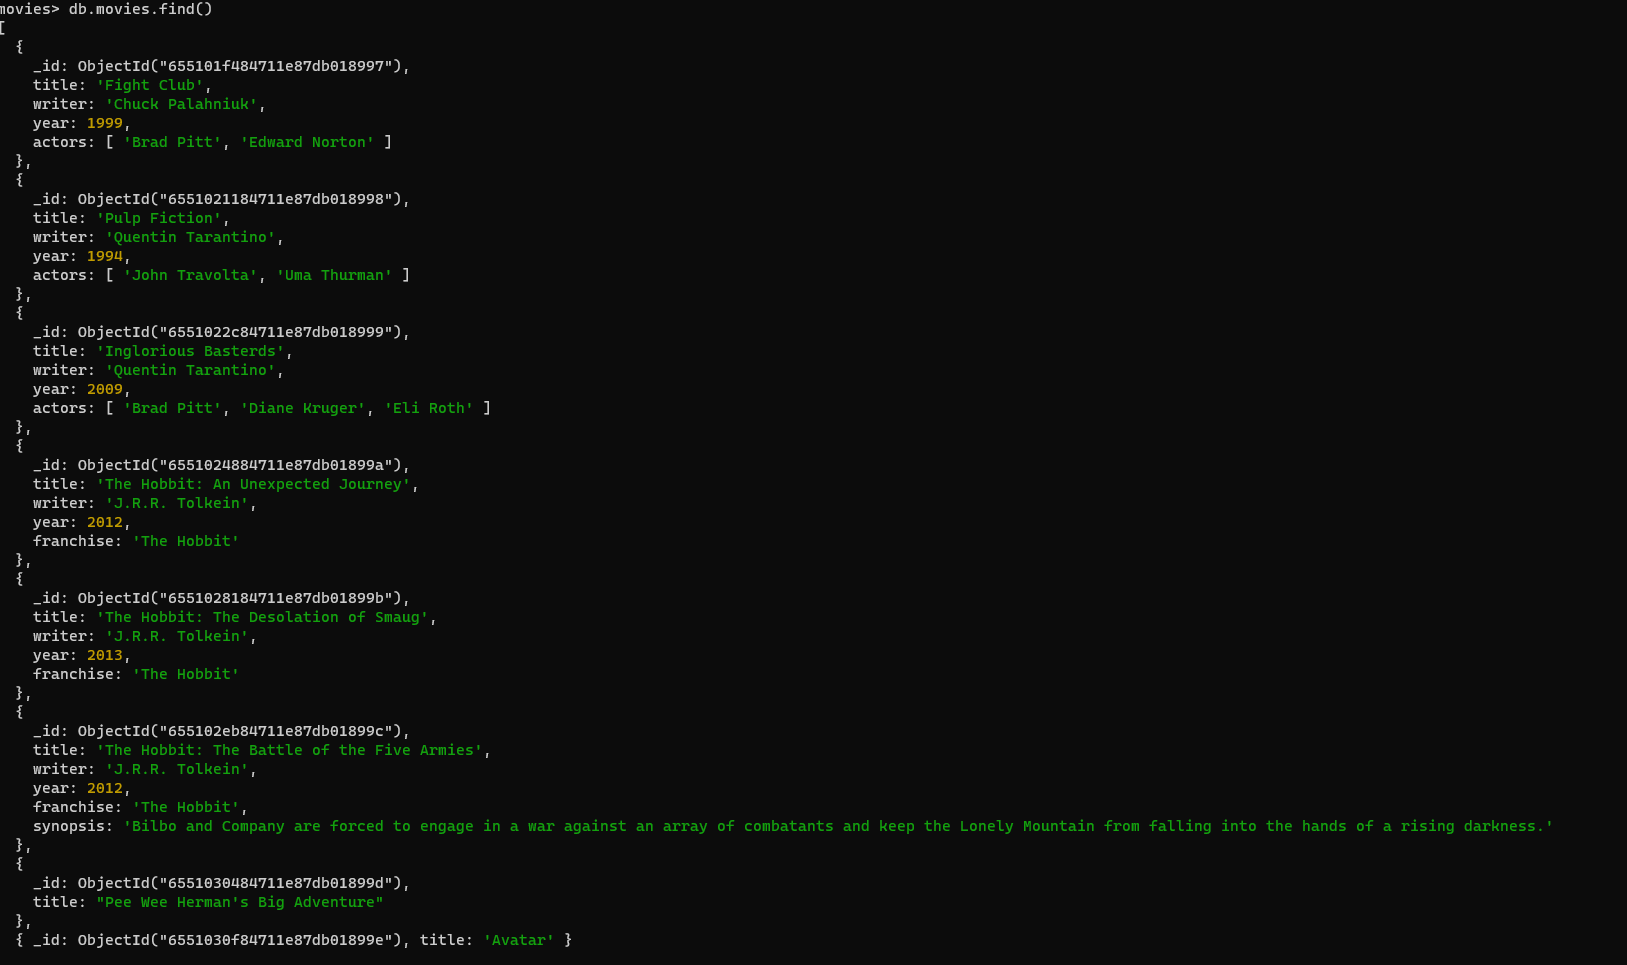 movies> db.movies.find()
[
  {
    _id: ObjectId("655101f484711e87db018997"),
    title: 'Fight Club',
    writer: 'Chuck Palahniuk',
    year: 1999,
    actors: [ 'Brad Pitt', 'Edward Norton' ]
  },
  {
    _id: ObjectId("6551021184711e87db018998"),
    title: 'Pulp Fiction',
    writer: 'Quentin Tarantino',
    year: 1994,
    actors: [ 'John Travolta', 'Uma Thurman' ]
  },
  {
    _id: ObjectId("6551022c84711e87db018999"),
    title: 'Inglorious Basterds',
    writer: 'Quentin Tarantino',
    year: 2009,
    actors: [ 'Brad Pitt', 'Diane Kruger', 'Eli Roth' ]
  },
  {
    _id: ObjectId("6551024884711e87db01899a"),
    title: 'The Hobbit: An Unexpected Journey',
    writer: 'J.R.R. Tolkein',
    year: 2012,
    franchise: 'The Hobbit'
  },
  {
    _id: ObjectId("6551028184711e87db01899b"),
    title: 'The Hobbit: The Desolation of Smaug',
    writer: 'J.R.R. Tolkein',
    year: 2013,
    franchise: 'The Hobbit'
  },
  {
    _id: ObjectId("655102eb84711e87db01899c"),
    title: 'The Hobbit: The Battle of the Five Armies',
    writer: 'J.R.R. Tolkein',
    year: 2012,
    franchise: 'The Hobbit',
    synopsis: 'Bilbo and Company are forced to engage in a war against an array of combatants and keep the Lonely Mountain from falling into the hands of a rising darkness.'
  },
  {
    _id: ObjectId("6551030484711e87db01899d"),
    title: "Pee Wee Herman's Big Adventure"
  },
  { _id: ObjectId("6551030f84711e87db01899e"), title: 'Avatar' }